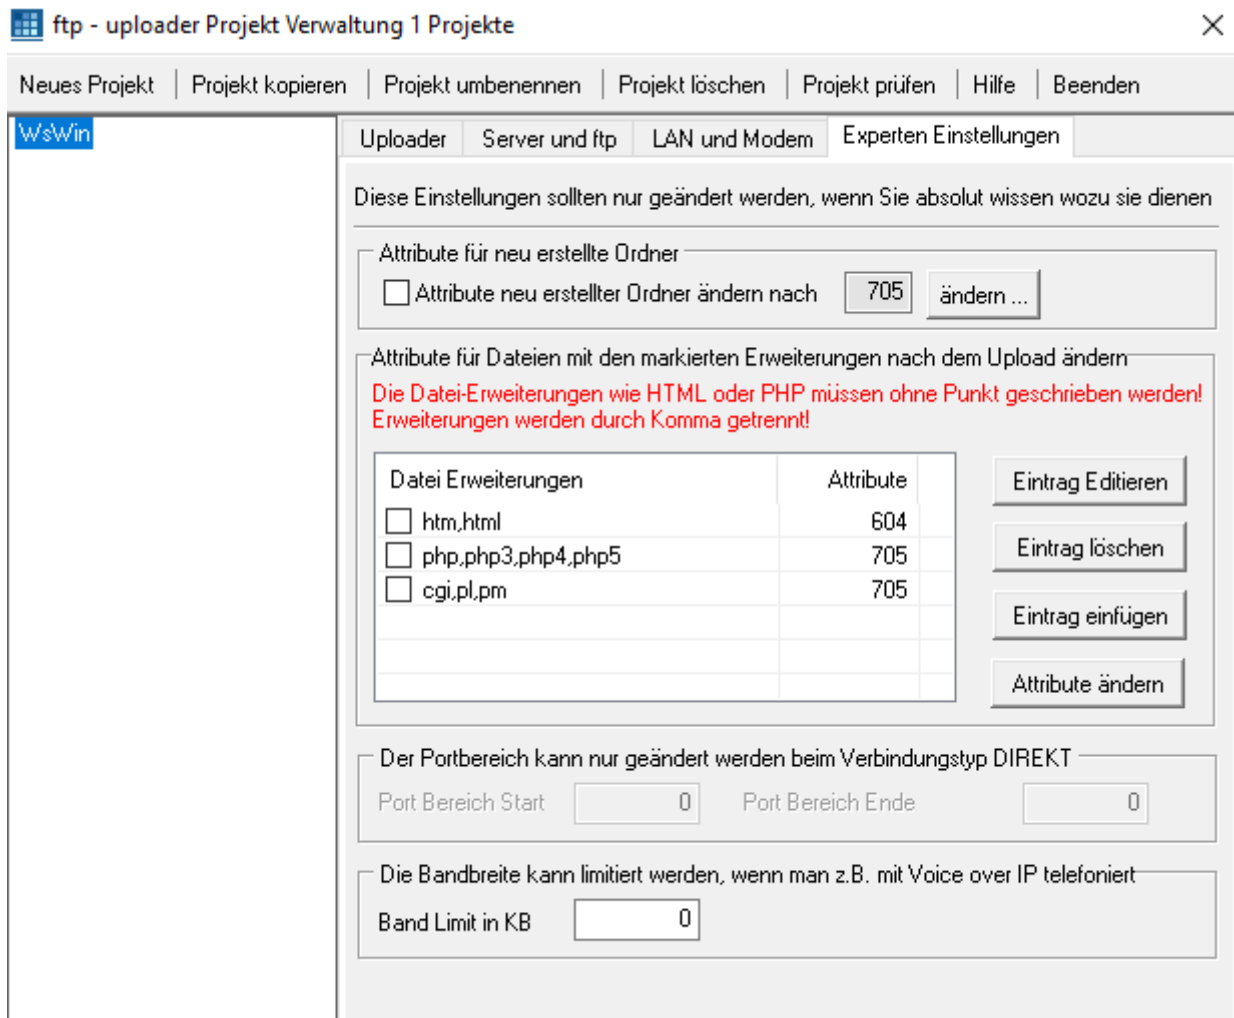 ftp - uploader Projekt Verwaltung 1 Projekte
Neues Projekt Projekt kopieren Projekt umbenennen Projekt löschen Projekt prüfen Hilfe Beenden
WsWin
Uploader Server und ftp LAN und Modem Experten Einstellungen
Diese Einstellungen sollten nur geändert werden, wenn Sie absolut wissen wozu sie dienen
Attribute für neu erstellte Ordner
Attribute neu erstellter Ordner ändern nach 705 ändern ...
Attribute für Dateien mit den markierten Erweiterungen nach dem Upload ändern
Die Datei-Erweiterungen wie HTML oder PHP müssen ohne Punkt geschrieben werden!
Erweiterungen werden durch Komma getrennt!
Datei Erweiterungen Attribute
htm,html 604
php,php3,php4,php5 705
cgi,pl,pm 705
Eintrag Editieren
Eintrag löschen
Eintrag einfügen
Attribute ändern
Der Portbereich kann nur geändert werden beim Verbindungstyp DIREKT
Port Bereich Start 0 Port Bereich Ende 0
Die Bandbreite kann limitiert werden, wenn man z.B. mit Voice over IP telefoniert
Band Limit in KB 0